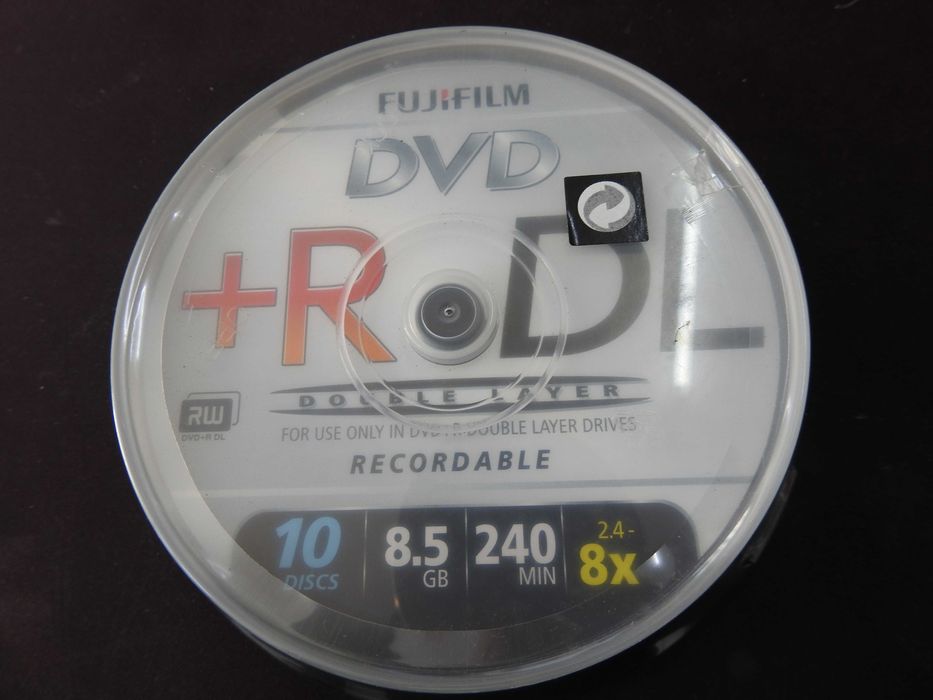 FUJIFILM
DVD
+R DL
DOUBLE LAYER
RW
DVD+R DL
FOR USE ONLY IN DVD+R DOUBLE LAYER DRIVES
RECORDABLE
10 DISCS
8.5 GB
240 MIN
2.4-
8x